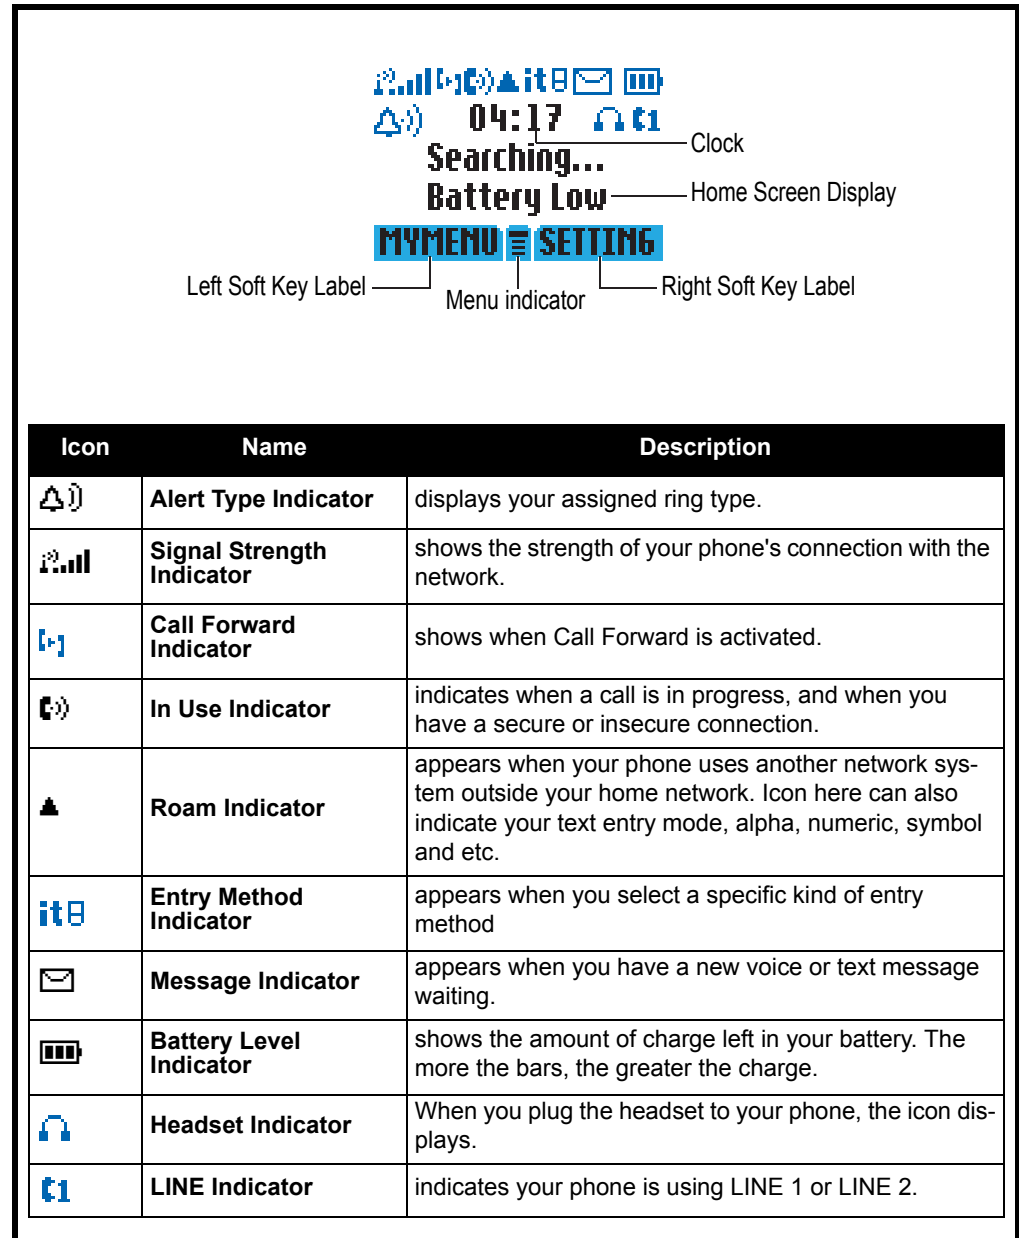 it
04:17
1
Clock
Searching...
Battery Low
Home Screen Display
MYMENU
SETTING
Left Soft Key Label
Menu indicator
Right Soft Key Label
Icon Name Description
Alert Type Indicator
displays your assigned ring type.
Signal Strength
Indicator
shows the strength of your phone's connection with the
network.
Call Forward
Indicator
shows when Call Forward is activated.
In Use Indicator
indicates when a call is in progress, and when you
have a secure or insecure connection.
Roam Indicator
appears when your phone uses another network sys-
tem outside your home network. Icon here can also
indicate your text entry mode, alpha, numeric, symbol
and etc.
it
Entry Method
Indicator
appears when you select a specific kind of entry
method
Message Indicator
appears when you have a new voice or text message
waiting.
Battery Level
Indicator
shows the amount of charge left in your battery. The
more the bars, the greater the charge.
Headset Indicator
When you plug the headset to your phone, the icon dis-
plays.
1
LINE Indicator
indicates your phone is using LINE 1 or LINE 2.